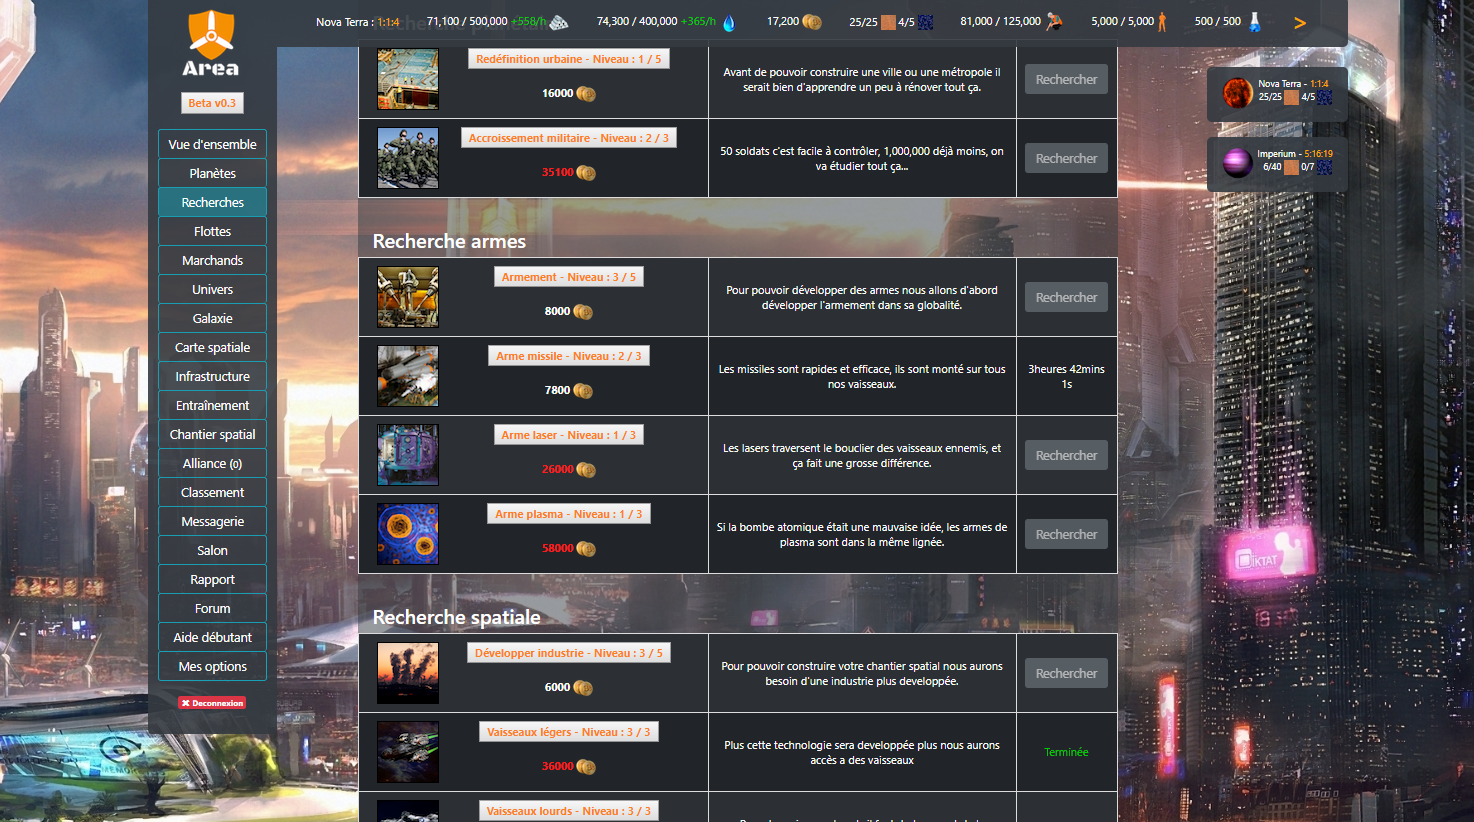 Nova Terra : 1:1:4
71,100 / 500,000 +558/h
74,300 / 400,000 +365/h
17,200
25/25 4/5
81,000 / 125,000
5,000 / 5,000
500 / 500
>
Area
Beta v0.3
Vue d'ensemble
Planètes
Recherches
Flottes
Marchands
Univers
Galaxie
Carte spatiale
Infrastructure
Entraînement
Chantier spatial
Alliance (0)
Classement
Messagerie
Salon
Rapport
Forum
Aide débutant
Mes options
Deconnexion
Redéfinition urbaine - Niveau : 1 / 5
16000
Avant de pouvoir construire une ville ou une métropole il
serait bien d'apprendre un peu à rénover tout ça.
Rechercher
Accroissement militaire - Niveau : 2 / 3
35100
50 soldats c'est facile à contrôler, 1,000,000 déjà moins, on
va étudier tout ça...
Rechercher
Recherche armes
Armement - Niveau : 3 / 5
8000
Pour pouvoir développer des armes nous allons d'abord
développer l'armement dans sa globalité.
Rechercher
Arme missile - Niveau : 2 / 3
7800
Les missiles sont rapides et efficace, ils sont monté sur tous
nos vaisseaux.
3heures 42mins
1s
Arme laser - Niveau : 1 / 3
26000
Les lasers traversent le bouclier des vaisseaux ennemis, et
ça fait une grosse différence.
Rechercher
Arme plasma - Niveau : 1 / 3
58000
Si la bombe atomique était une mauvaise idée, les armes de
plasma sont dans la même lignée.
Rechercher
Recherche spatiale
Développer industrie - Niveau : 3 / 5
6000
Pour pouvoir construire votre chantier spatial nous aurons
besoin d'une industrie plus developpée.
Rechercher
Vaisseaux légers - Niveau : 3 / 3
36000
Plus cette technologie sera developpée plus nous aurons
accès a des vaisseaux
Terminée
Vaisseaux lourds - Niveau : 3 / 3
Nova Terra - 1:1:4
25/25 4/5
Imperium - 5:16:19
6/40 0/7
DIKTAT